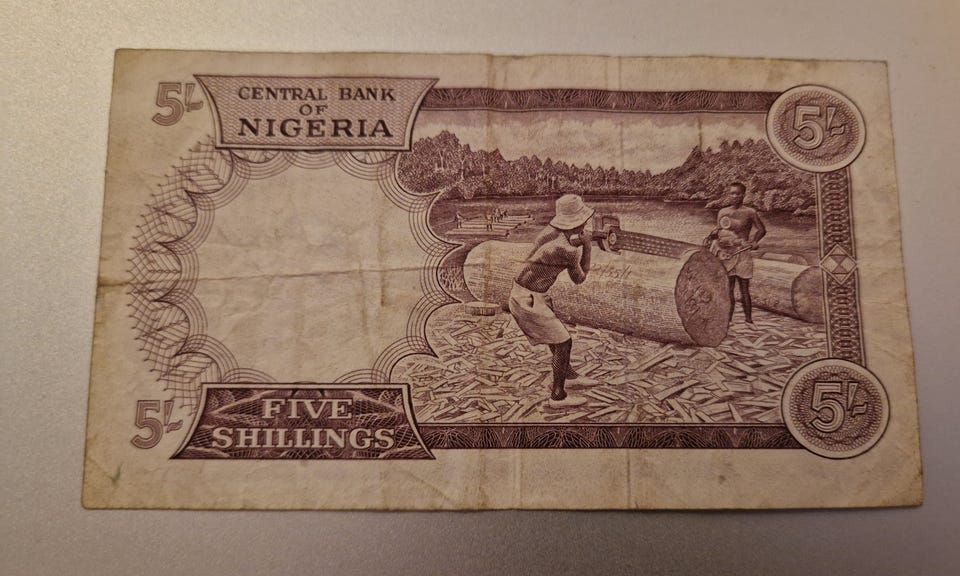 5/-
CENTRAL BANK
OF
NIGERIA
5/-
5/-
FIVE
SHILLINGS
5/-